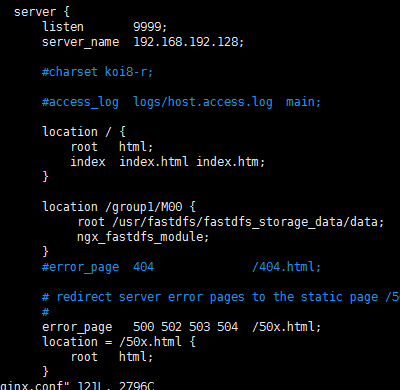 server {
listen 9999;
server_name 192.168.192.128;
#charset koi8-r;
#access_log logs/host.access.log main;
location / {
root html;
index index.html index.htm;
}
location /group1/M00 {
root /usr/fastdfs/fastdfs_storage_data/data;
ngx_fastdfs_module;
}
#error_page 404 /404.html;
# redirect server error pages to the static page /50
#
error_page 500 502 503 504 /50x.html;
location = /50x.html {
root html;
}
ginx.conf" 121L, 2796C